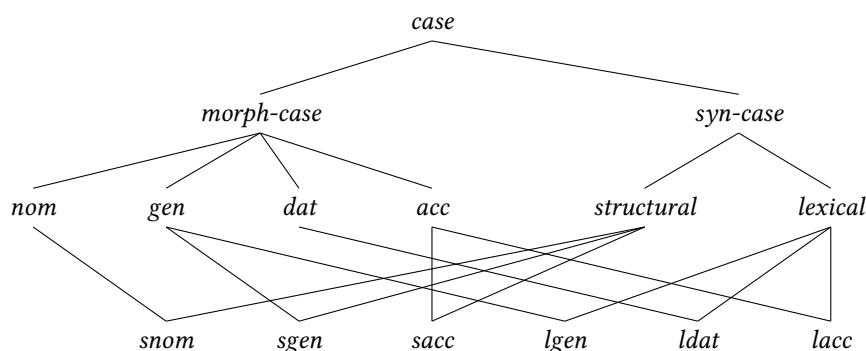 case
morph-case syn-case
nom gen dat acc structural lexical
snom sgen sacc lgen ldat lacc